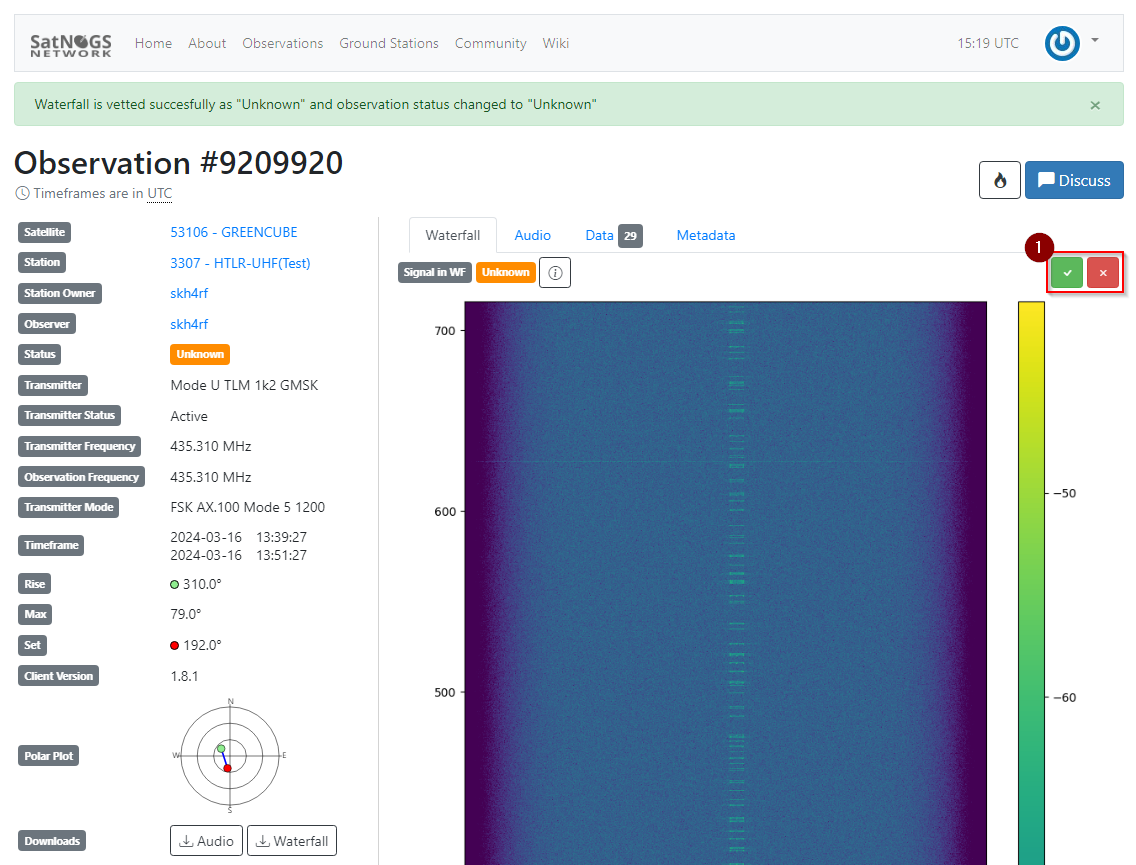 SatNOGS
NETWORK
Home About Observations Ground Stations Community Wiki 15:19 UTC
Waterfall is vetted succesfully as "Unknown" and observation status changed to "Unknown" ×
Observation #9209920
Timeframes are in UTC
Discuss
Satellite 53106 - GREENCUBE
Station 3307 - HTLR-UHF(Test)
Station Owner skh4rf
Observer skh4rf
Status Unknown
Transmitter Mode U TLM 1k2 GMSK
Transmitter Status Active
Transmitter Frequency 435.310 MHz
Observation Frequency 435.310 MHz
Transmitter Mode FSK AX.100 Mode 5 1200
Timeframe 2024-03-16 13:39:27
2024-03-16 13:51:27
Rise 310.0°
Max 79.0°
Set 192.0°
Client Version 1.8.1
Polar Plot
N
W E
S
Downloads Audio Waterfall
Waterfall Audio Data 29 Metadata
1
Signal in WF Unknown
700
600
500
−50
−60